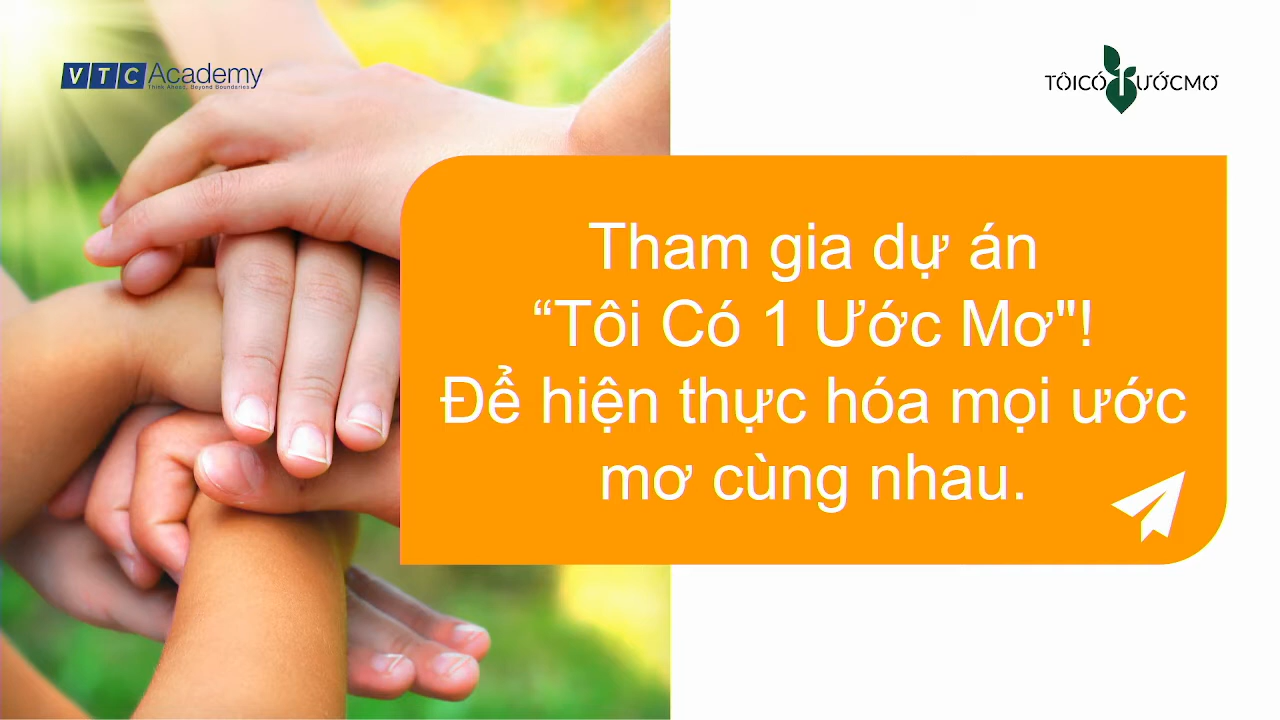 VTC Academy
Think Ahead, Beyond Boundaries
TÔI CÓ 1 ƯỚC MƠ
Tham gia dự án
“Tôi Có 1 Ước Mơ"!
Để hiện thực hóa mọi ước
mơ cùng nhau.